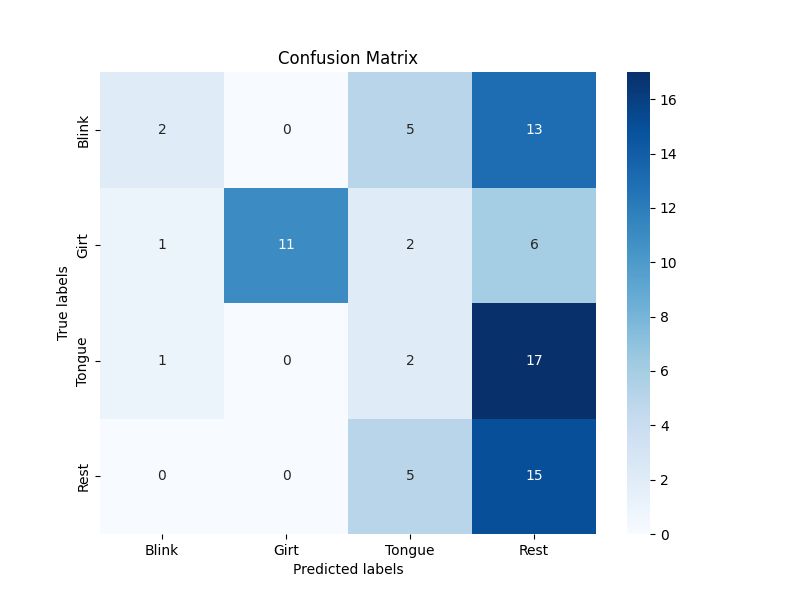 Confusion Matrix
Blink 2 0 5 13
Girt 1 11 2 6
Tongue 1 0 2 17
Rest 0 0 5 15
Blink Girt Tongue Rest
Predicted labels
True labels
16
14
12
10
8
6
4
2
0